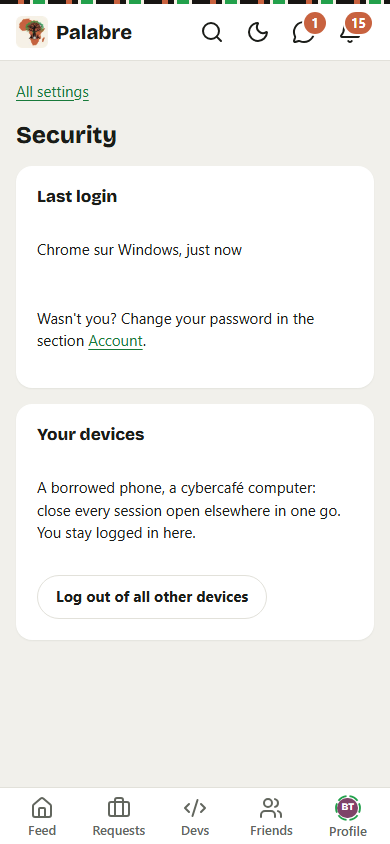 Palabre
1
15
All settings
Security
Last login
Chrome sur Windows, just now
Wasn't you? Change your password in the
section Account.
Your devices
A borrowed phone, a cybercafé computer:
close every session open elsewhere in one go.
You stay logged in here.
Log out of all other devices
BT
Feed
Requests
Devs
Friends
Profile